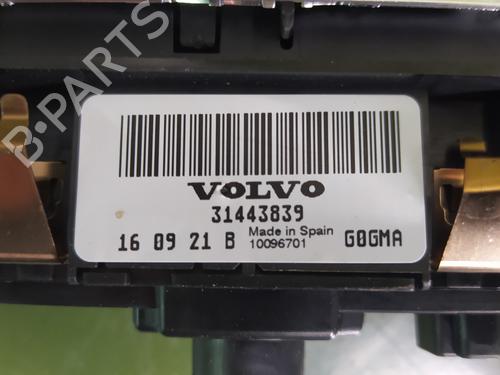 B-PARTS
VOLVO
31443839
16 09 21 B
Made in Spain
10096701
G0GMA